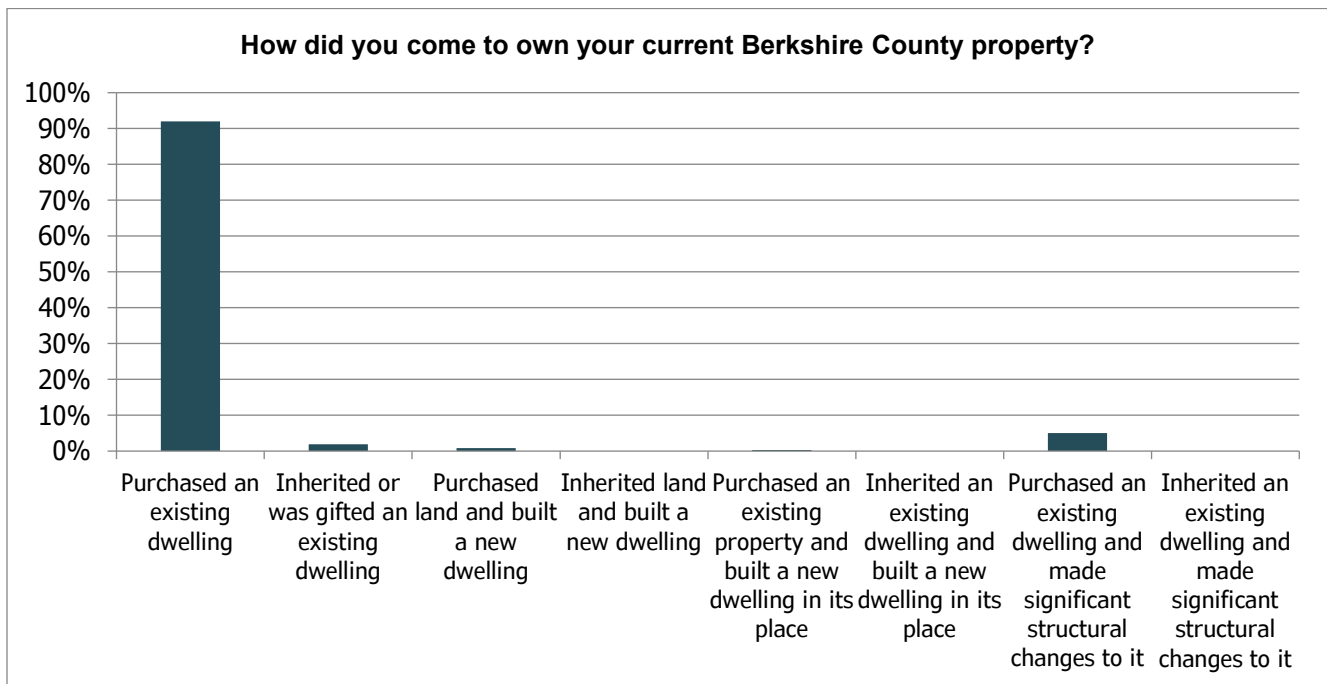 How did you come to own your current Berkshire County property?
100%
90%
80%
70%
60%
50%
40%
30%
20%
10%
0%
Purchased an
existing
dwelling
Inherited or
was gifted an
existing
dwelling
Purchased
land and built
a new
dwelling
Inherited land
and built a
new dwelling
Purchased an
existing
property and
built a new
dwelling in its
place
Inherited an
existing
dwelling and
built a new
dwelling in its
place
Purchased an
existing
dwelling and
made
significant
structural
changes to it
Inherited an
existing
dwelling and
made
significant
structural
changes to it